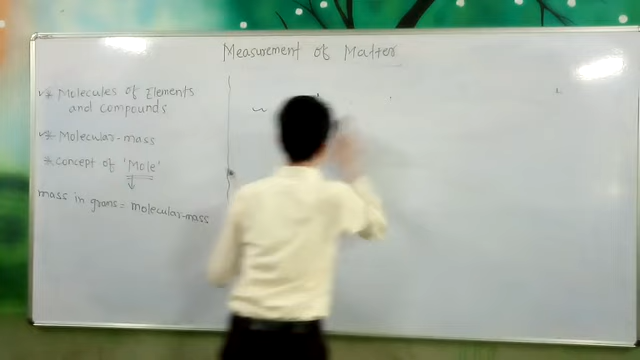 Measurement of Matter
* Molecules of Elements
and compounds
* Molecular-mass
* concept of 'Mole'
mass in grams = molecular-mass